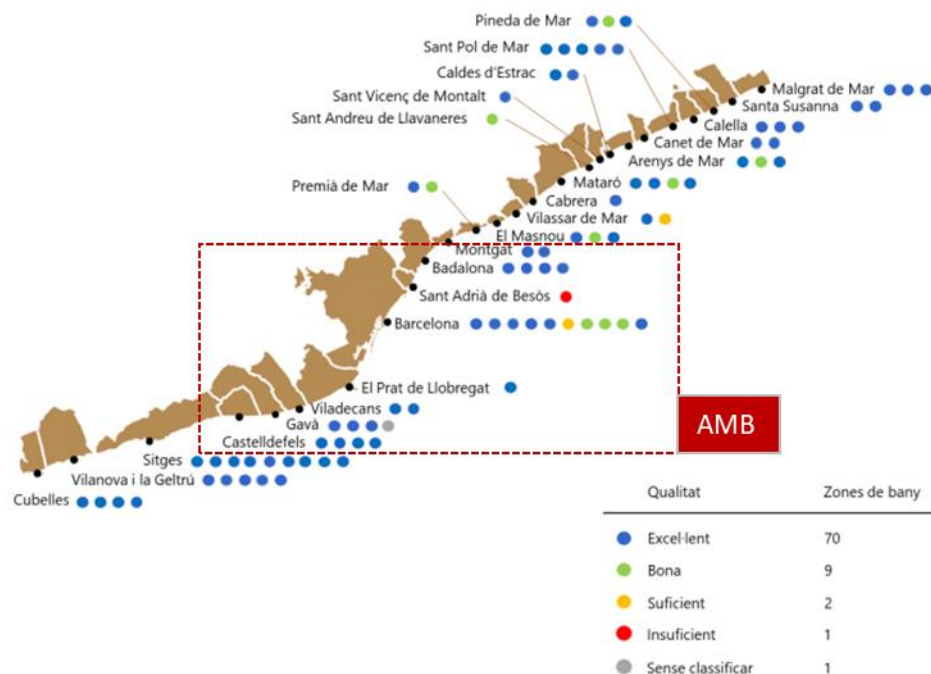 Pineda de Mar
Sant Pol de Mar
Caldes d'Estrac
Sant Vicenç de Montalt
Sant Andreu de Llavaneres
Malgrat de Mar
Santa Susanna
Calella
Canet de Mar
Arenys de Mar
Premià de Mar
Mataró
Cabrera
Vilassar de Mar
El Masnou
Montgat
Badalona
Sant Adrià de Besòs
Barcelona
El Prat de Llobregat
Viladecans
Gavà
Castelldefels
Sitges
Vilanova i la Geltrú
Cubelles
AMB
Qualitat Zones de bany
Excel·lent 70
Bona 9
Suficient 2
Insuficient 1
Sense classificar 1